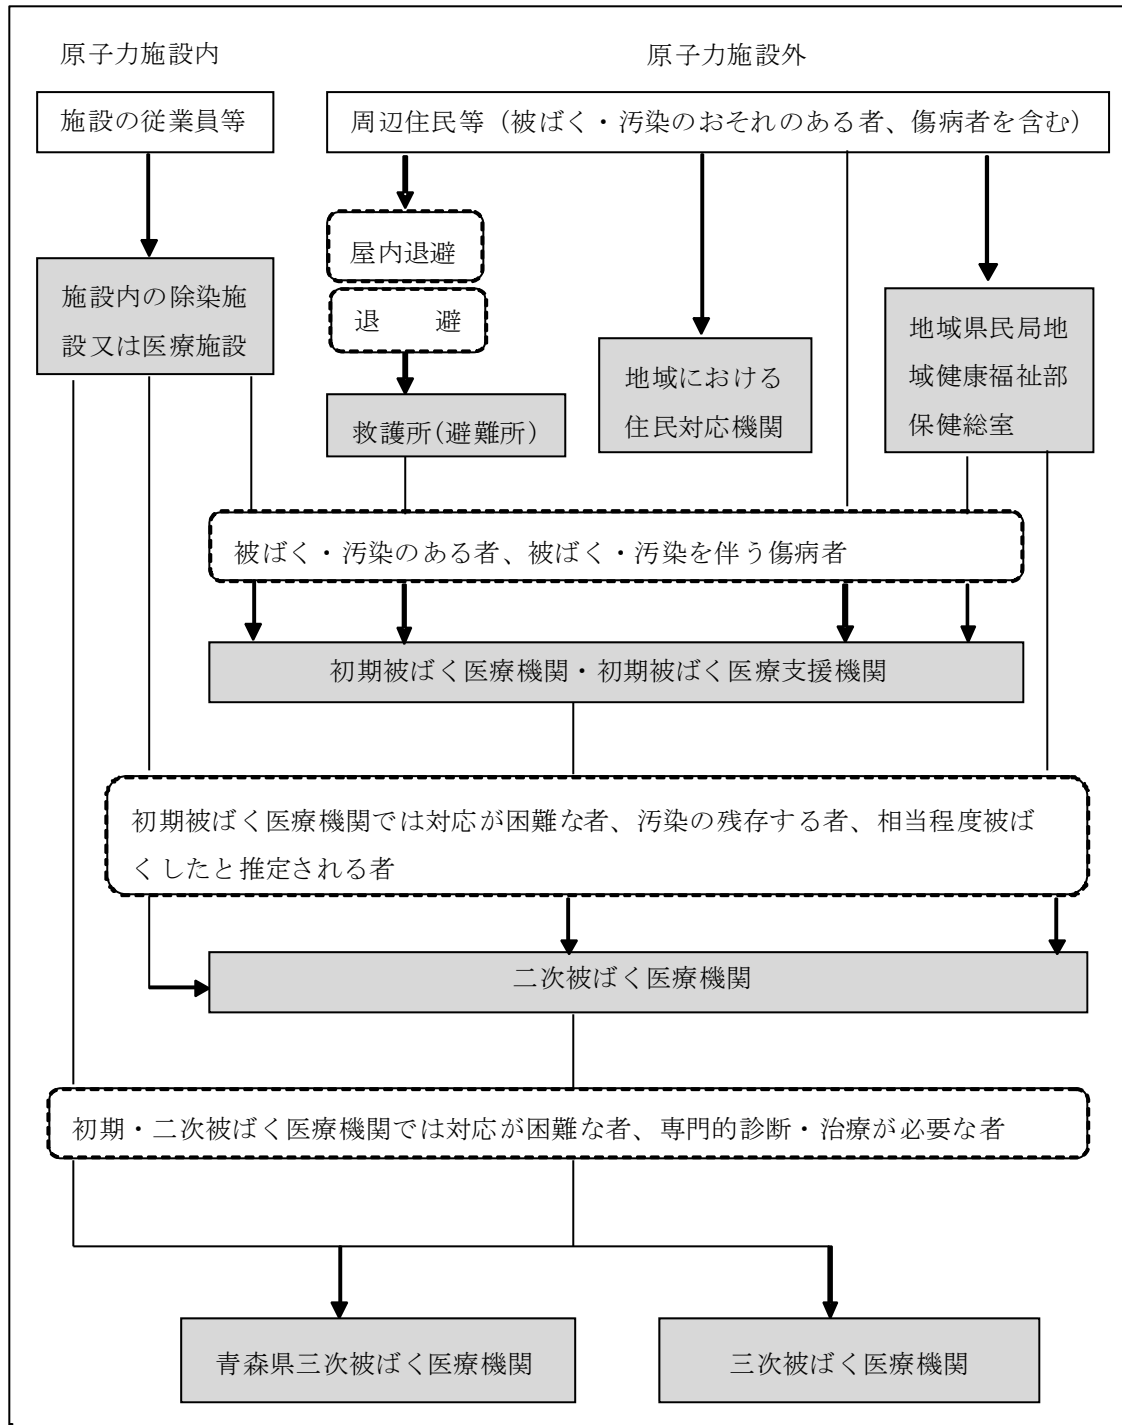 原子力施設内
原子力施設外
施設の従業員等
周辺住民等（被ばく・汚染のおそれのある者、傷病者を含む）
屋内退避
退　　避
施設内の除染施
設又は医療施設
救護所(避難所）
地域における
住民対応機関
地域県民局地
域健康福祉部
保健総室
被ばく・汚染のある者、被ばく・汚染を伴う傷病者
初期被ばく医療機関・初期被ばく医療支援機関
初期被ばく医療機関では対応が困難な者、汚染の残存する者、相当程度被ば
くしたと推定される者
二次被ばく医療機関
初期・二次被ばく医療機関では対応が困難な者、専門的診断・治療が必要な者
青森県三次被ばく医療機関
三次被ばく医療機関